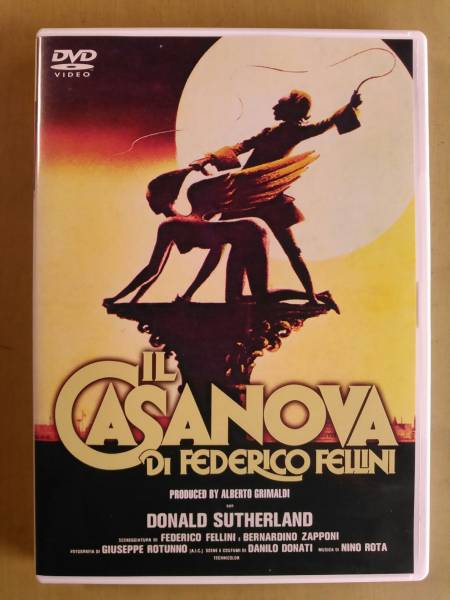 DVD
VIDEO
IL
CASANOVA
DI FEDERICO FELLINI
PRODUCED BY ALBERTO GRIMALDI
con
DONALD SUTHERLAND
SCENEGGIATURA DI FEDERICO FELLINI E BERNARDINO ZAPPONI
FOTOGRAFIA DI GIUSEPPE ROTUNNO (A.I.C.) SCENE E COSTUMI DI DANILO DONATI MUSICA DI NINO ROTA
TECHNICOLOR